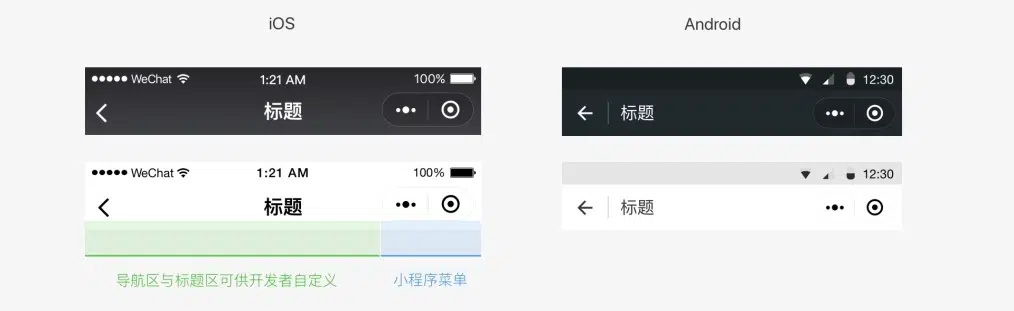 iOS
Android
WeChat 1:21 AM 100%
标题
12:30
标题
WeChat 1:21 AM 100%
标题
12:30
标题
导航区与标题区可供开发者自定义
小程序菜单